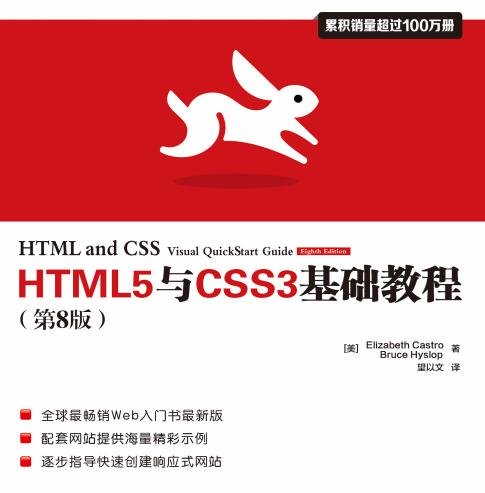 累积销量超过100万册
HTML and CSS Visual QuickStart Guide Eighth Edition
HTML5与CSS3基础教程
（第8版）
[美] Elizabeth Castro 著
Bruce Hyslop
望以文 译
全球最畅销Web入门书最新版
配套网站提供海量精彩示例
逐步指导快速创建响应式网站